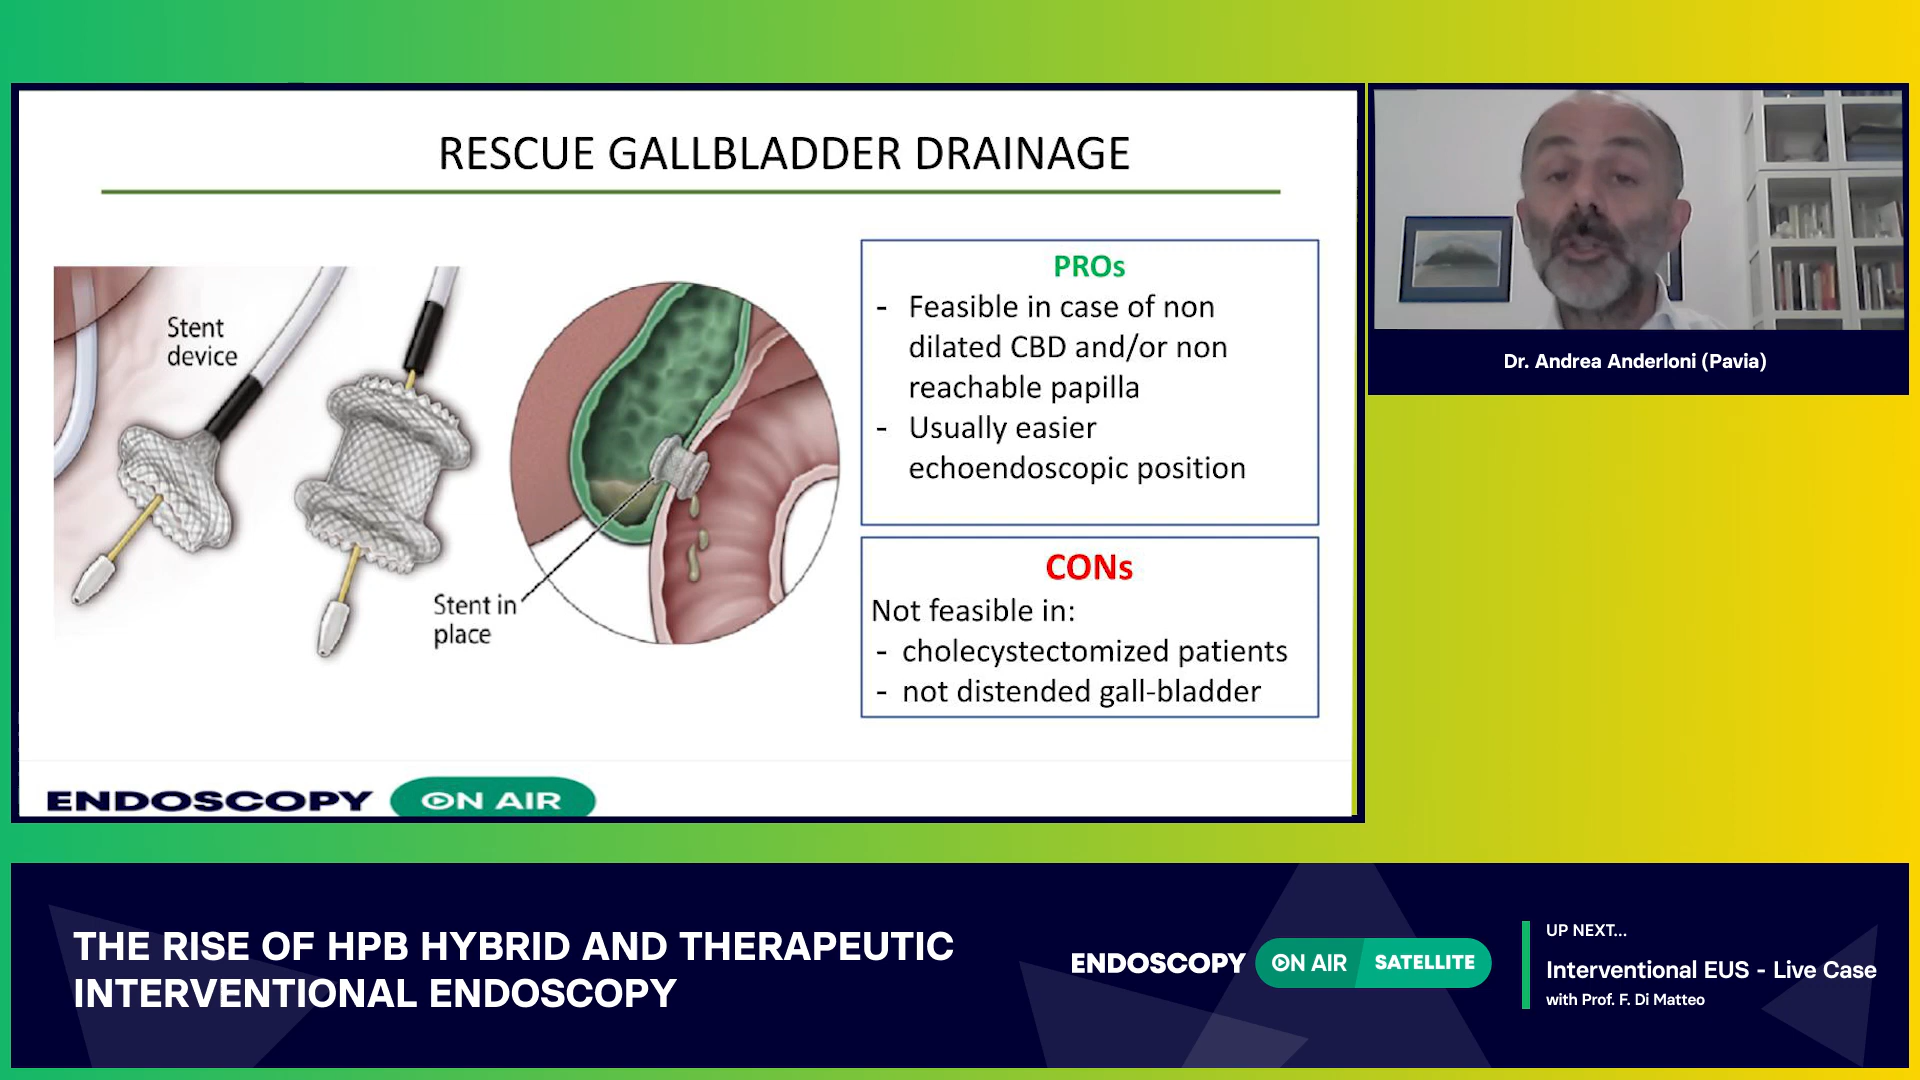 RESCUE GALLBLADDER DRAINAGE
Stent
device
Stent in
place
PROs
- Feasible in case of non
dilated CBD and/or non
reachable papilla
- Usually easier
echoendoscopic position
CONs
Not feasible in:
- cholecystectomized patients
- not distended gall-bladder
ENDOSCOPY ON AIR
Dr. Andrea Anderloni (Pavia)
THE RISE OF HPB HYBRID AND THERAPEUTIC
INTERVENTIONAL ENDOSCOPY
ENDOSCOPY ON AIR SATELLITE
UP NEXT...
Interventional EUS - Live Case
with Prof. F. Di Matteo